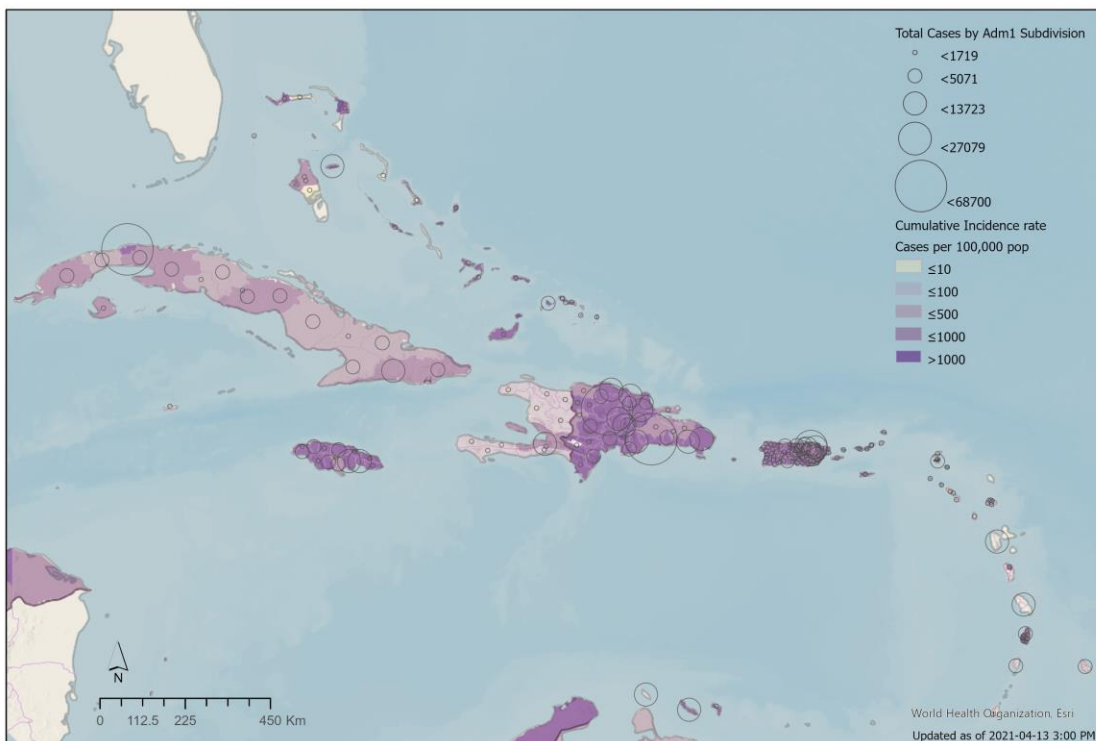 Total Cases by Adm1 Subdivision
<1719
<5071
<13723
<27079
<68700
Cumulative Incidence rate
Cases per 100,000 pop
≤10
≤100
≤500
≤1000
>1000
N
0 112.5 225 450 Km
World Health Organization, Esri
Updated as of 2021-04-13 3:00 PM